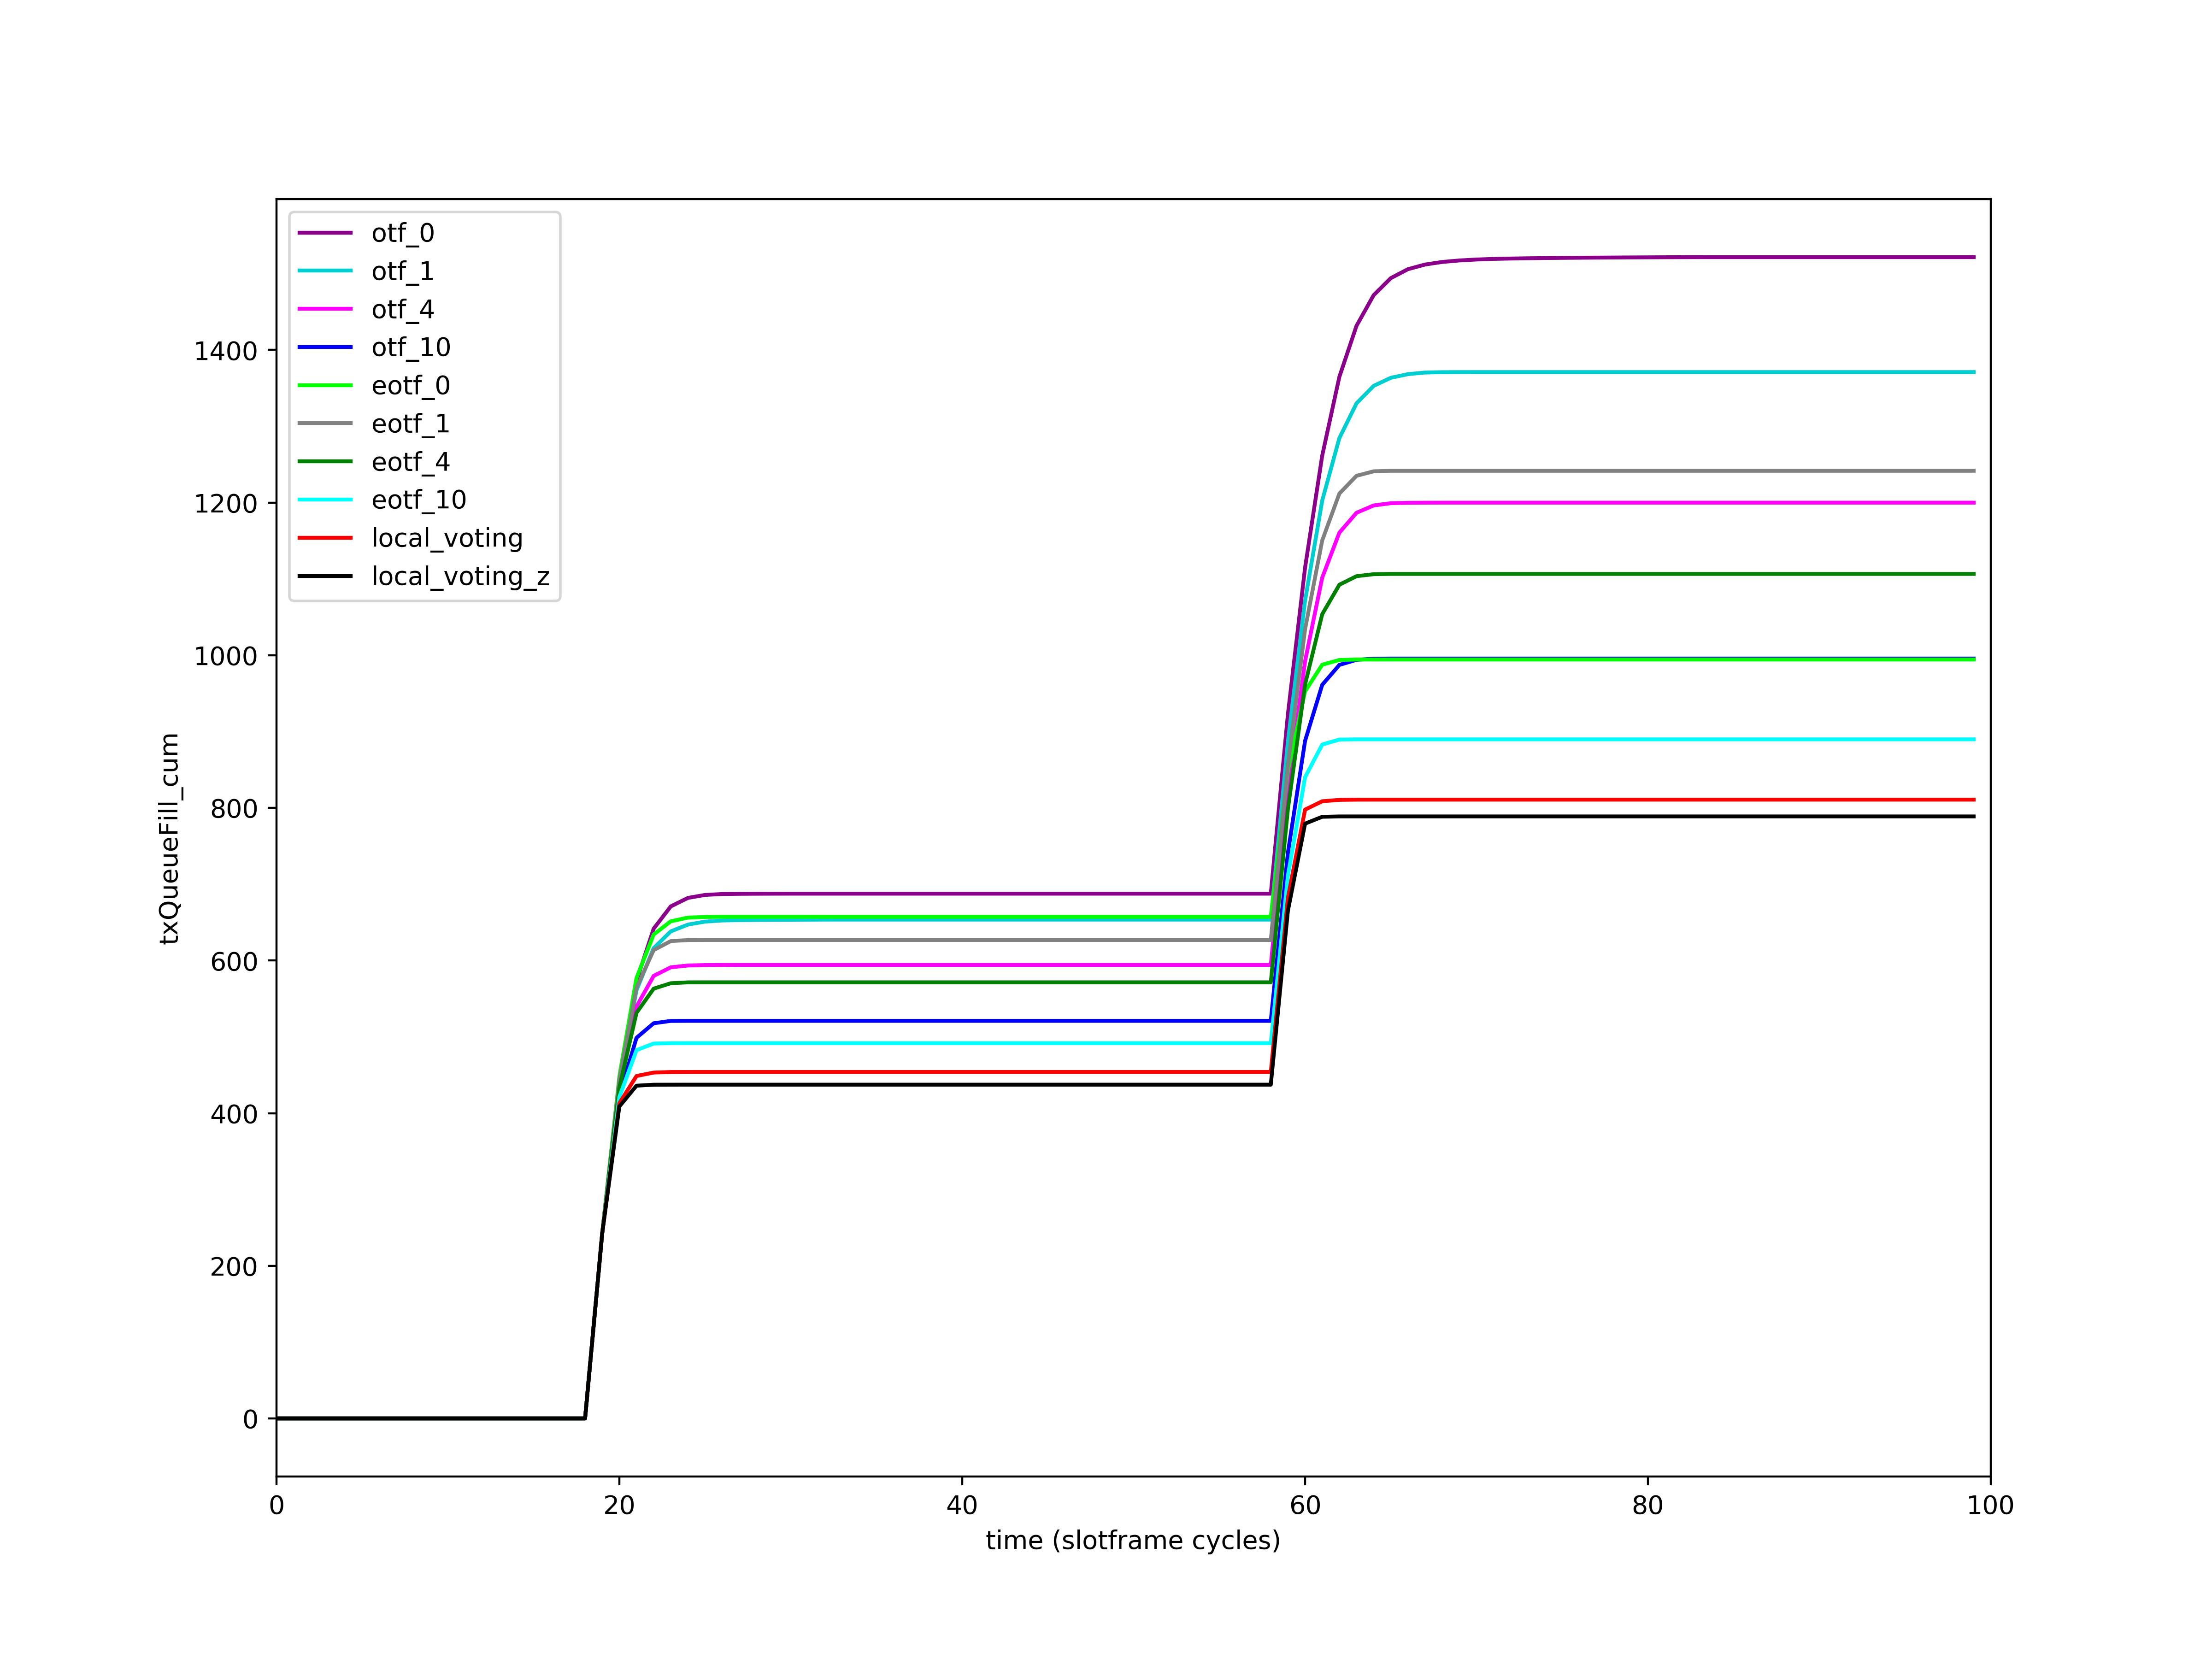 otf_0
otf_1
otf_4
otf_10
eotf_0
eotf_1
eotf_4
eotf_10
local_voting
local_voting_z
1400
1200
1000
800
600
400
200
0
txQueueFill_cum
0 20 40 60 80 100
time (slotframe cycles)